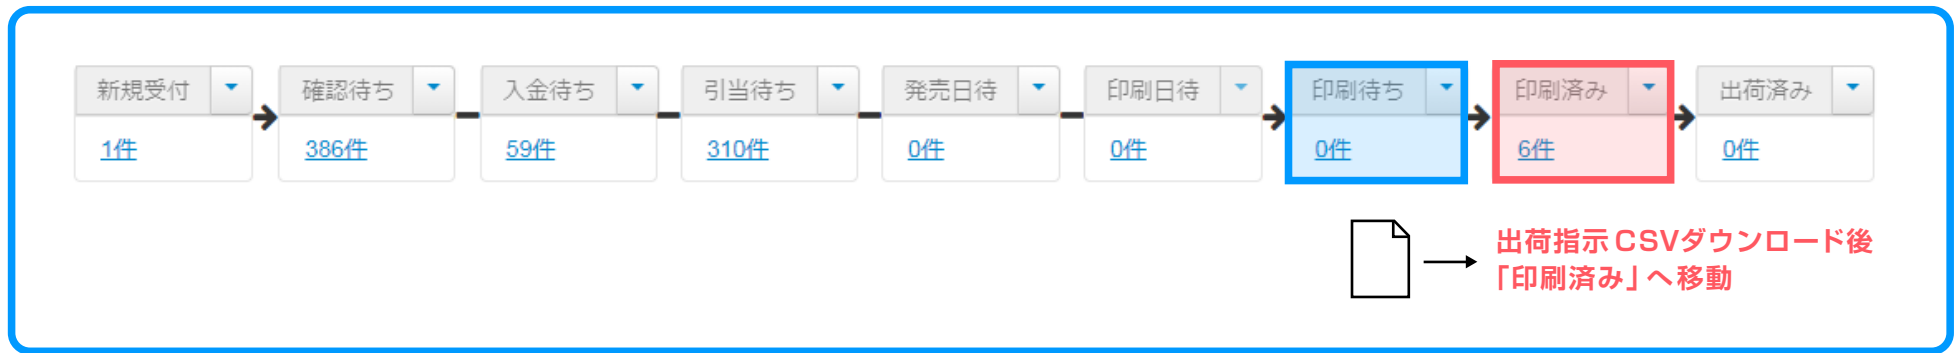 新規受付 確認待ち 入金待ち 引当待ち 発売日待 印刷日待 印刷待ち 印刷済み 出荷済み
1件 386件 59件 310件 0件 0件 0件 6件 0件
出荷指示CSVダウンロード後
「印刷済み」へ移動